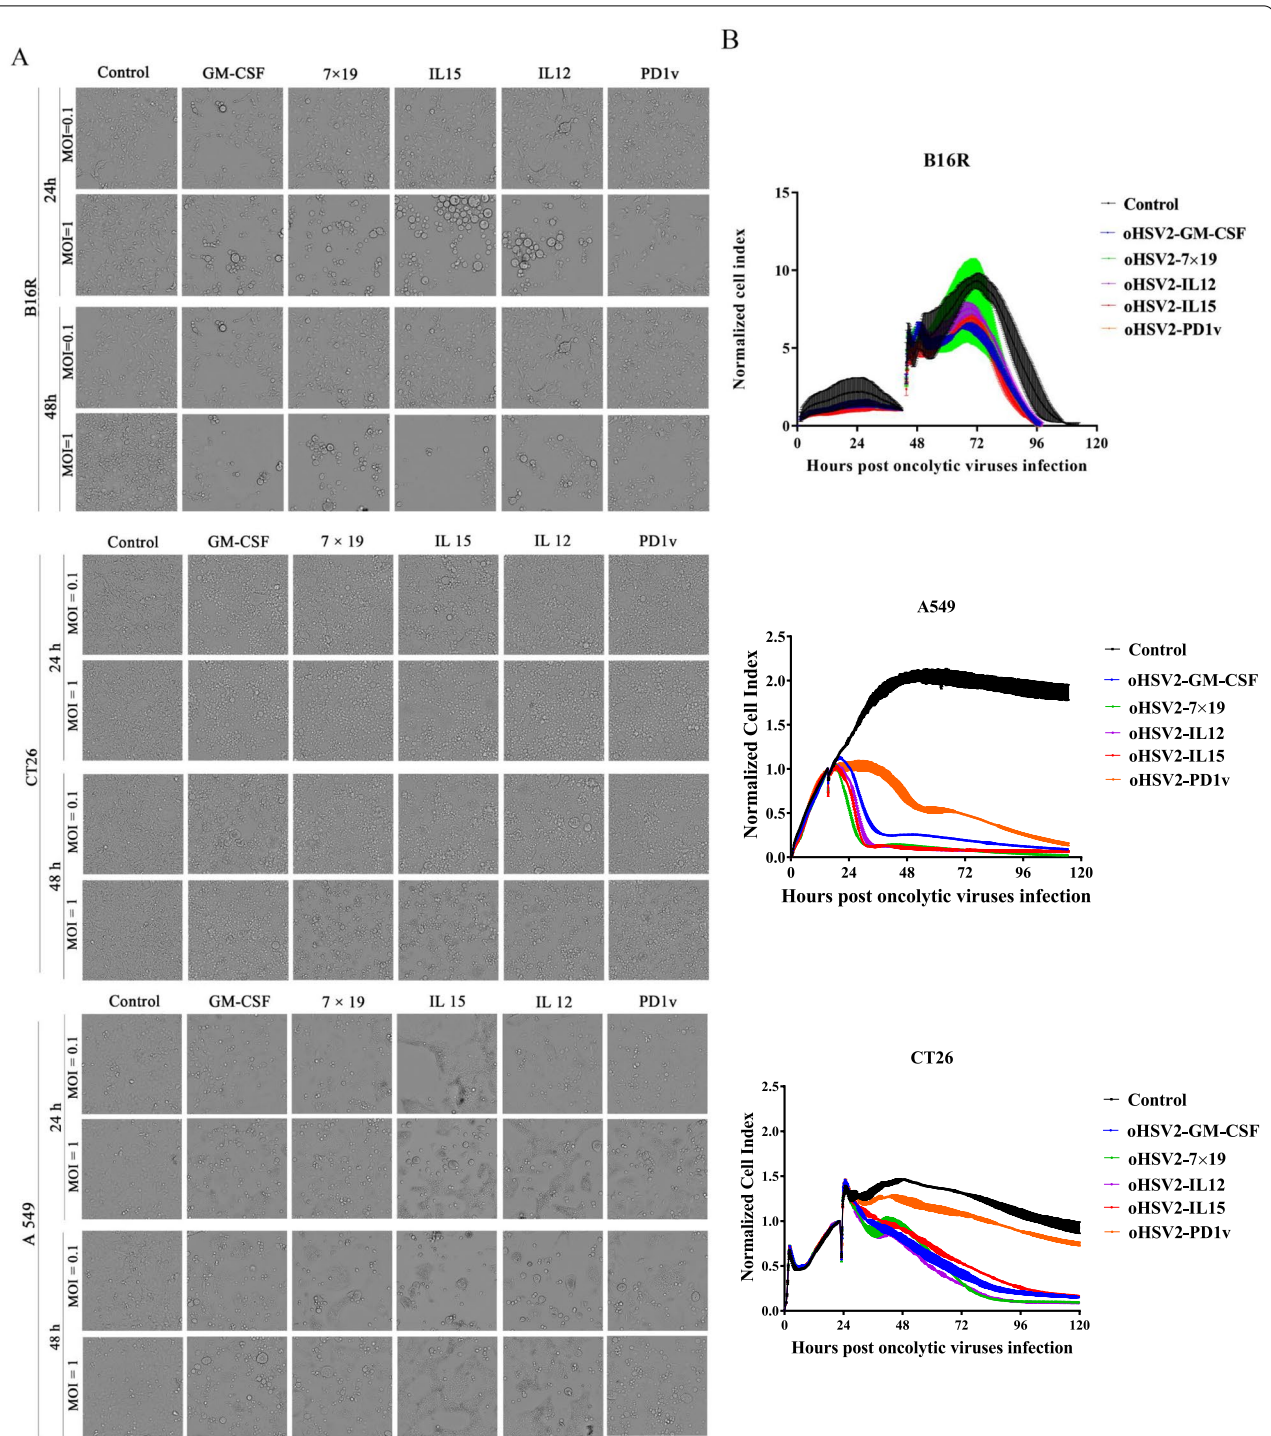 A
Control GM-CSF 7×19 IL15 IL12 PD1v
B16R
24h
MOI=0.1
MOI=1
48h
MOI=0.1
MOI=1
Control GM-CSF 7 × 19 IL 15 IL 12 PD1v
CT26
24 h
MOI = 0.1
MOI = 1
48 h
MOI = 0.1
MOI = 1
Control GM-CSF 7 × 19 IL 15 IL 12 PD1v
A 549
24 h
MOI = 0.1
MOI = 1
48 h
MOI = 0.1
MOI = 1
B
B16R
Normalized cell index
15
10
5
0
0 24 48 72 96 120
Hours post oncolytic viruses infection
Control
oHSV2-GM-CSF
oHSV2-7×19
oHSV2-IL12
oHSV2-IL15
oHSV2-PD1v
A549
Normalized Cell Index
2.5
2.0
1.5
1.0
0.5
0.0
0 24 48 72 96 120
Hours post oncolytic viruses infection
Control
oHSV2-GM-CSF
oHSV2-7×19
oHSV2-IL12
oHSV2-IL15
oHSV2-PD1v
CT26
Normalized Cell Index
2.5
2.0
1.5
1.0
0.5
0.0
0 24 48 72 96 120
Hours post oncolytic viruses infection
Control
oHSV2-GM-CSF
oHSV2-7×19
oHSV2-IL12
oHSV2-IL15
oHSV2-PD1v